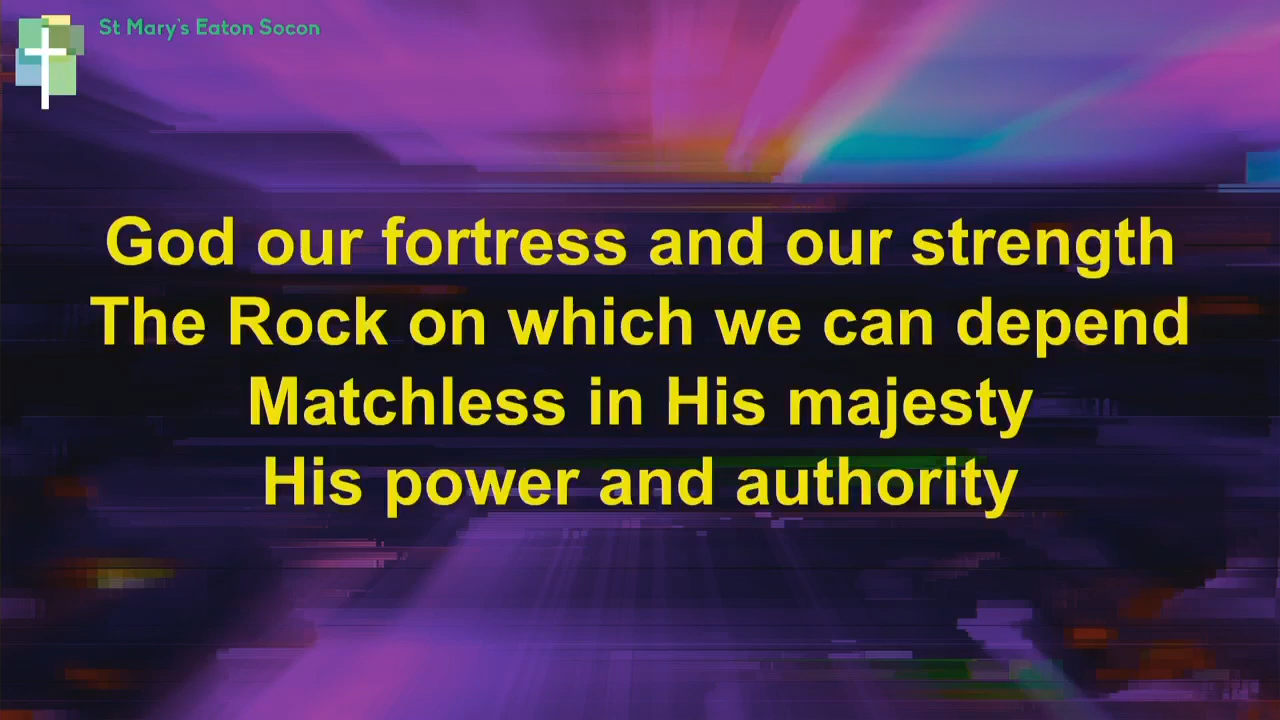 St Mary's Eaton Socon
God our fortress and our strength
The Rock on which we can depend
Matchless in His majesty
His power and authority